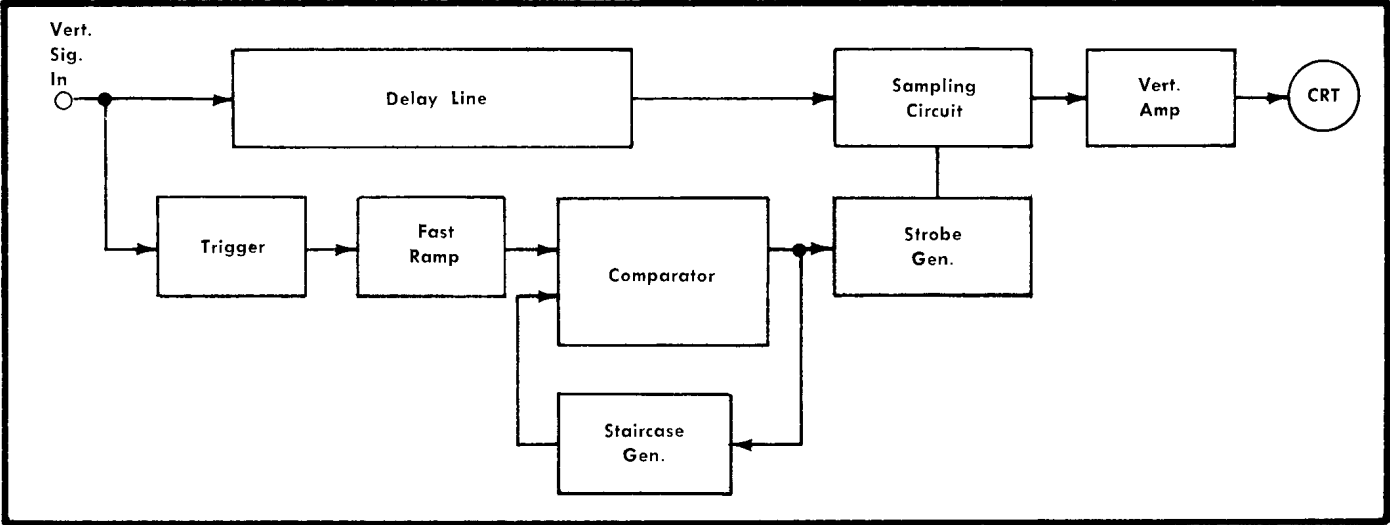 Vert.
Sig.
In
Delay Line
Sampling
Circuit
Vert.
Amp
CRT
Trigger
Fast
Ramp
Comparator
Strobe
Gen.
Staircase
Gen.